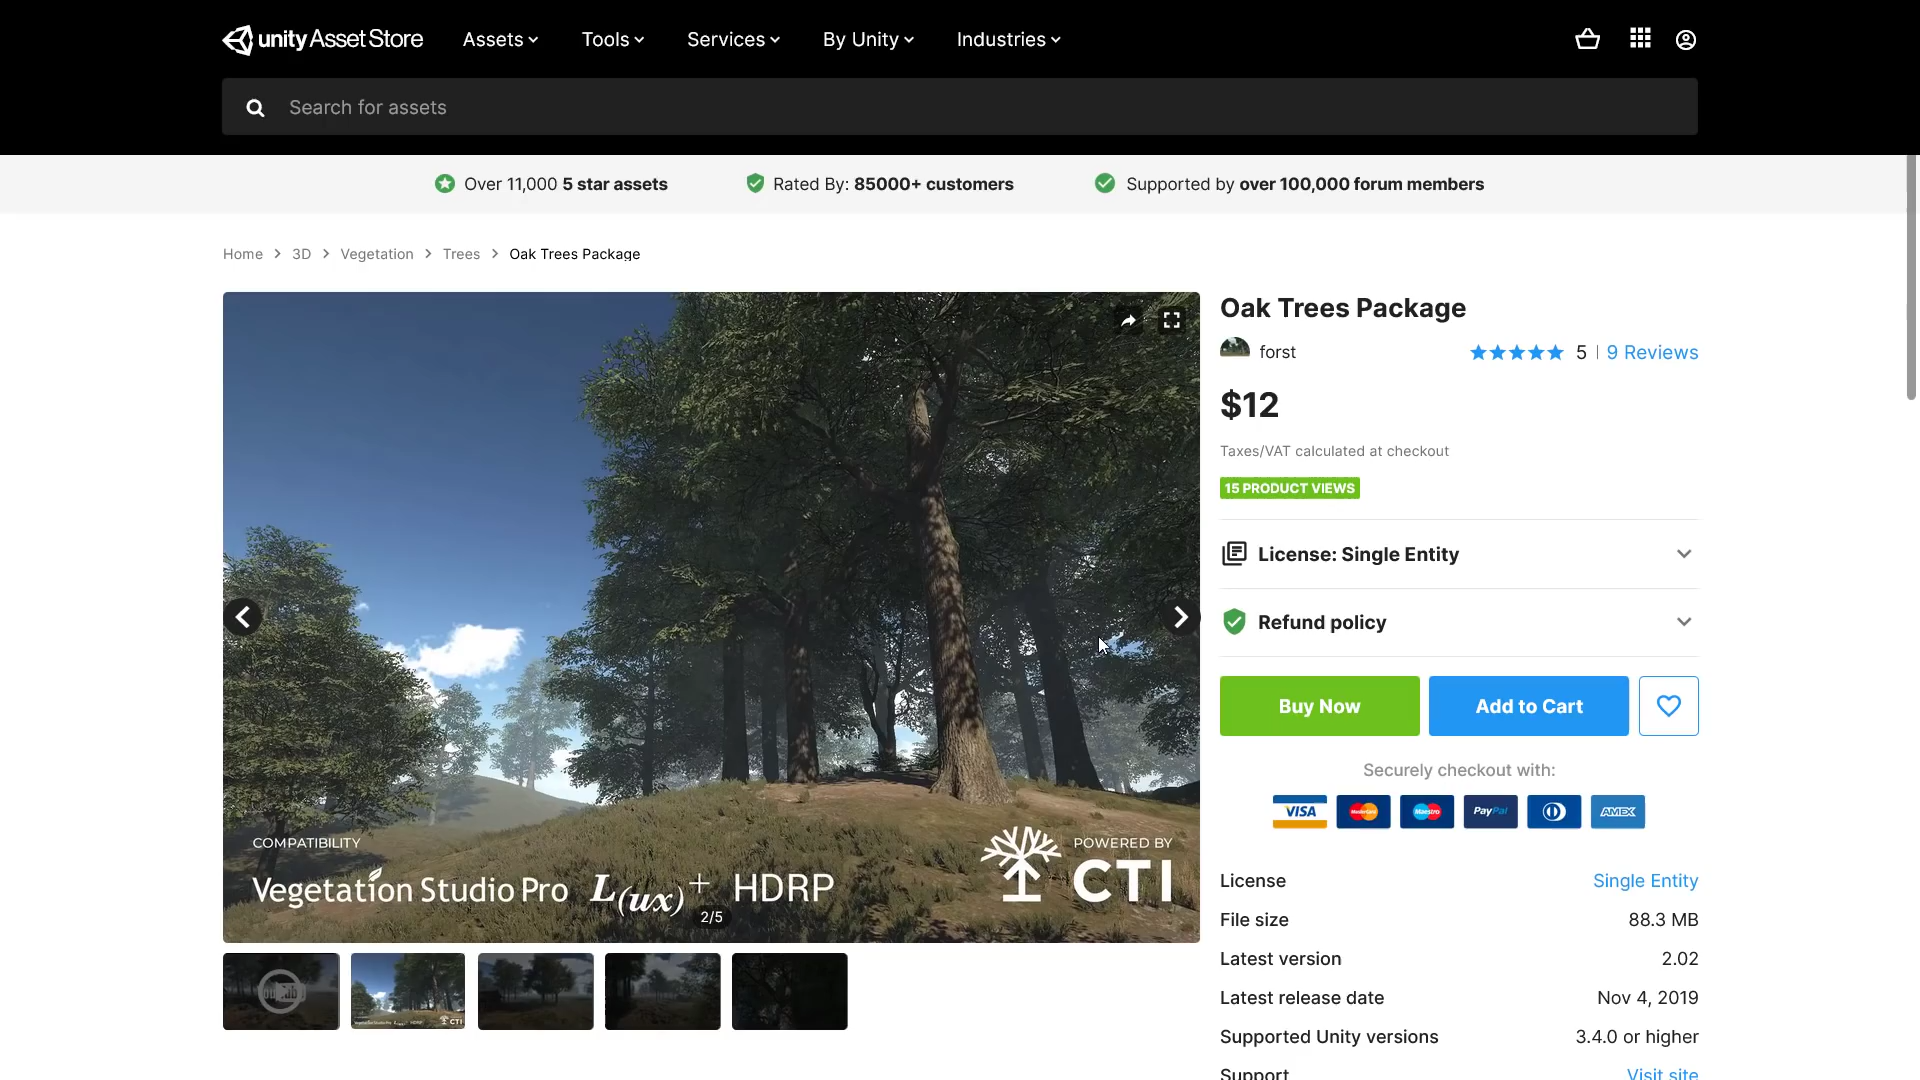 unity Asset Store
Assets
Tools
Services
By Unity
Industries
Search for assets
Over 11,000 5 star assets
Rated By: 85000+ customers
Supported by over 100,000 forum members
Home > 3D > Vegetation > Trees > Oak Trees Package
Oak Trees Package
forst
5 | 9 Reviews
$12
Taxes/VAT calculated at checkout
15 PRODUCT VIEWS
License: Single Entity
Refund policy
Buy Now
Add to Cart
Securely checkout with:
VISA
MasterCard
Maestro
PayPal
AMEX
COMPATIBILITY
Vegetation Studio Pro L(ux)+ HDRP
POWERED BY
CTI
2/5
License Single Entity
File size 88.3 MB
Latest version 2.02
Latest release date Nov 4, 2019
Supported Unity versions 3.4.0 or higher
Support Visit site